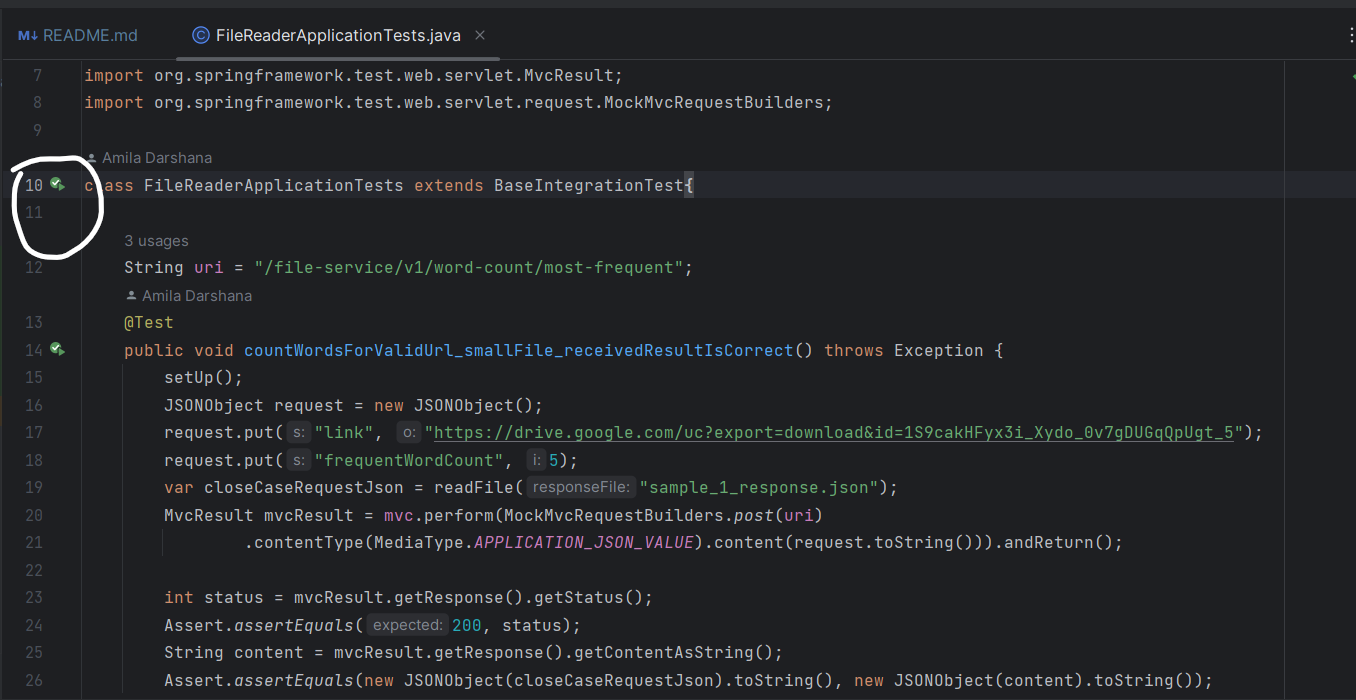 M↓ README.md
FileReaderApplicationTests.java
7 import org.springframework.test.web.servlet.MvcResult;
8 import org.springframework.test.web.servlet.request.MockMvcRequestBuilders;
9
Amila Darshana
10 class FileReaderApplicationTests extends BaseIntegrationTest{
11
3 usages
12 String uri = "/file-service/v1/word-count/most-frequent";
Amila Darshana
13 @Test
14 public void countWordsForValidUrl_smallFile_receivedResultIsCorrect() throws Exception {
15 setUp();
16 JSONObject request = new JSONObject();
17 request.put( s: "link", o: "https://drive.google.com/uc?export=download&id=1S9cakHFyx3i_Xydo_0v7gDUGqQpUgt_5");
18 request.put( s: "frequentWordCount", i: 5);
19 var closeCaseRequestJson = readFile( responseFile: "sample_1_response.json");
20 MvcResult mvcResult = mvc.perform(MockMvcRequestBuilders.post(uri)
21 .contentType(MediaType.APPLICATION_JSON_VALUE).content(request.toString())).andReturn();
22
23 int status = mvcResult.getResponse().getStatus();
24 Assert.assertEquals( expected: 200, status);
25 String content = mvcResult.getResponse().getContentAsString();
26 Assert.assertEquals(new JSONObject(closeCaseRequestJson).toString(), new JSONObject(content).toString());